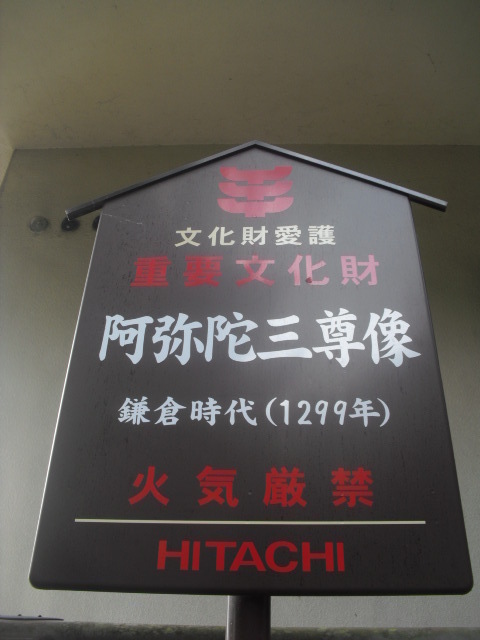 文化財愛護
重要文化財
阿弥陀三尊像
鎌倉時代(1299年)
火気厳禁
HITACHI